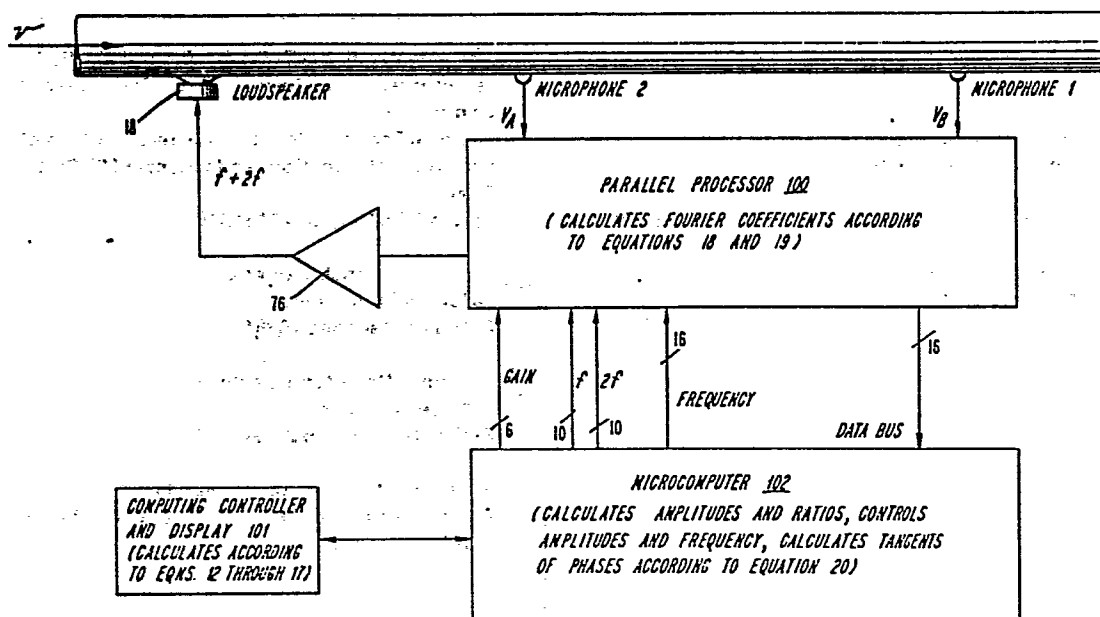 v
18
LOUDSPEAKER
MICROPHONE 2
MICROPHONE 1
VA
VB
f+2f
PARALLEL PROCESSOR 100
(CALCULATES FOURIER COEFFICIENTS ACCORDING
TO EQUATIONS 18 AND 19)
76
GAIN
f
2f
16
FREQUENCY
15
DATA BUS
6
10
10
COMPUTING CONTROLLER
AND DISPLAY 101
(CALCULATES ACCORDING
TO EQNS. 12 THROUGH 17)
MICROCOMPUTER 102
(CALCULATES AMPLITUDES AND RATIOS, CONTROLS
AMPLITUDES AND FREQUENCY, CALCULATES TANGENTS
OF PHASES ACCORDING TO EQUATION 20)